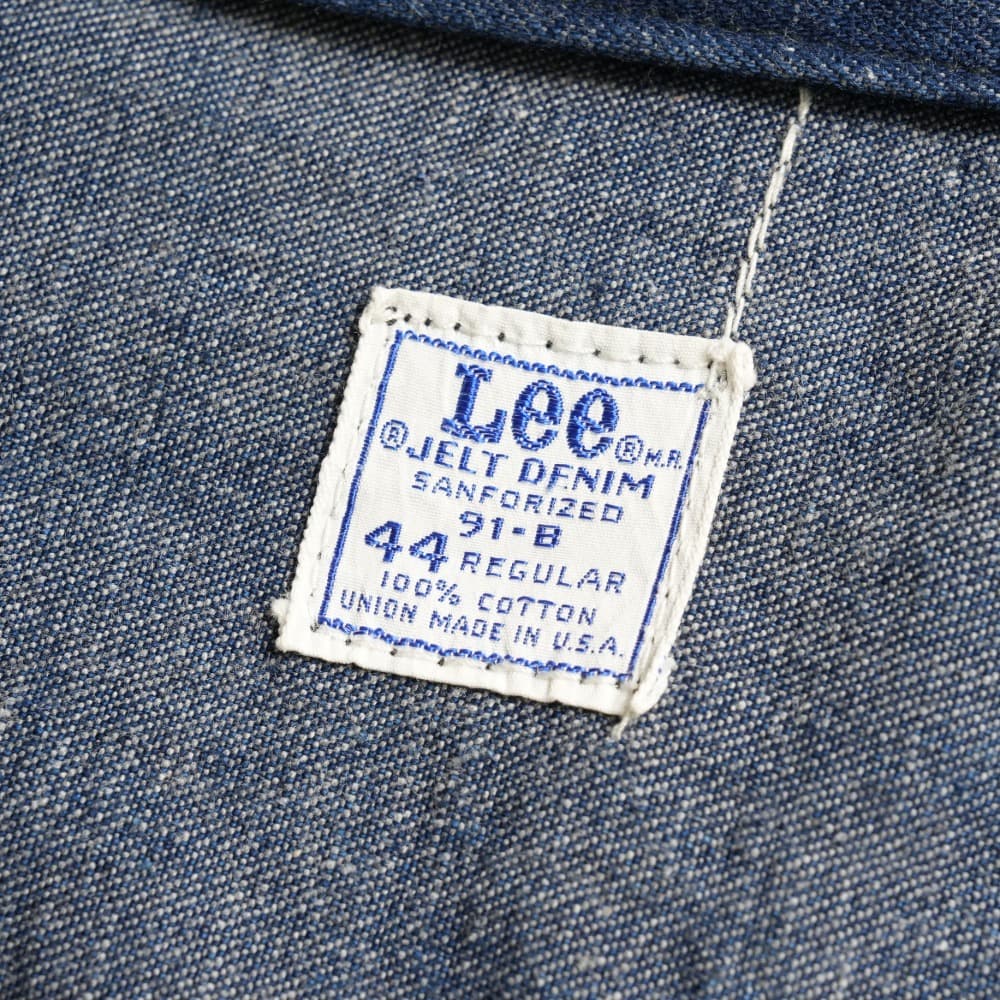 Lee ® M.R.
® JELT DENIM
SANFORIZED
91-B
44 REGULAR
100% COTTON
UNION MADE IN U.S.A.